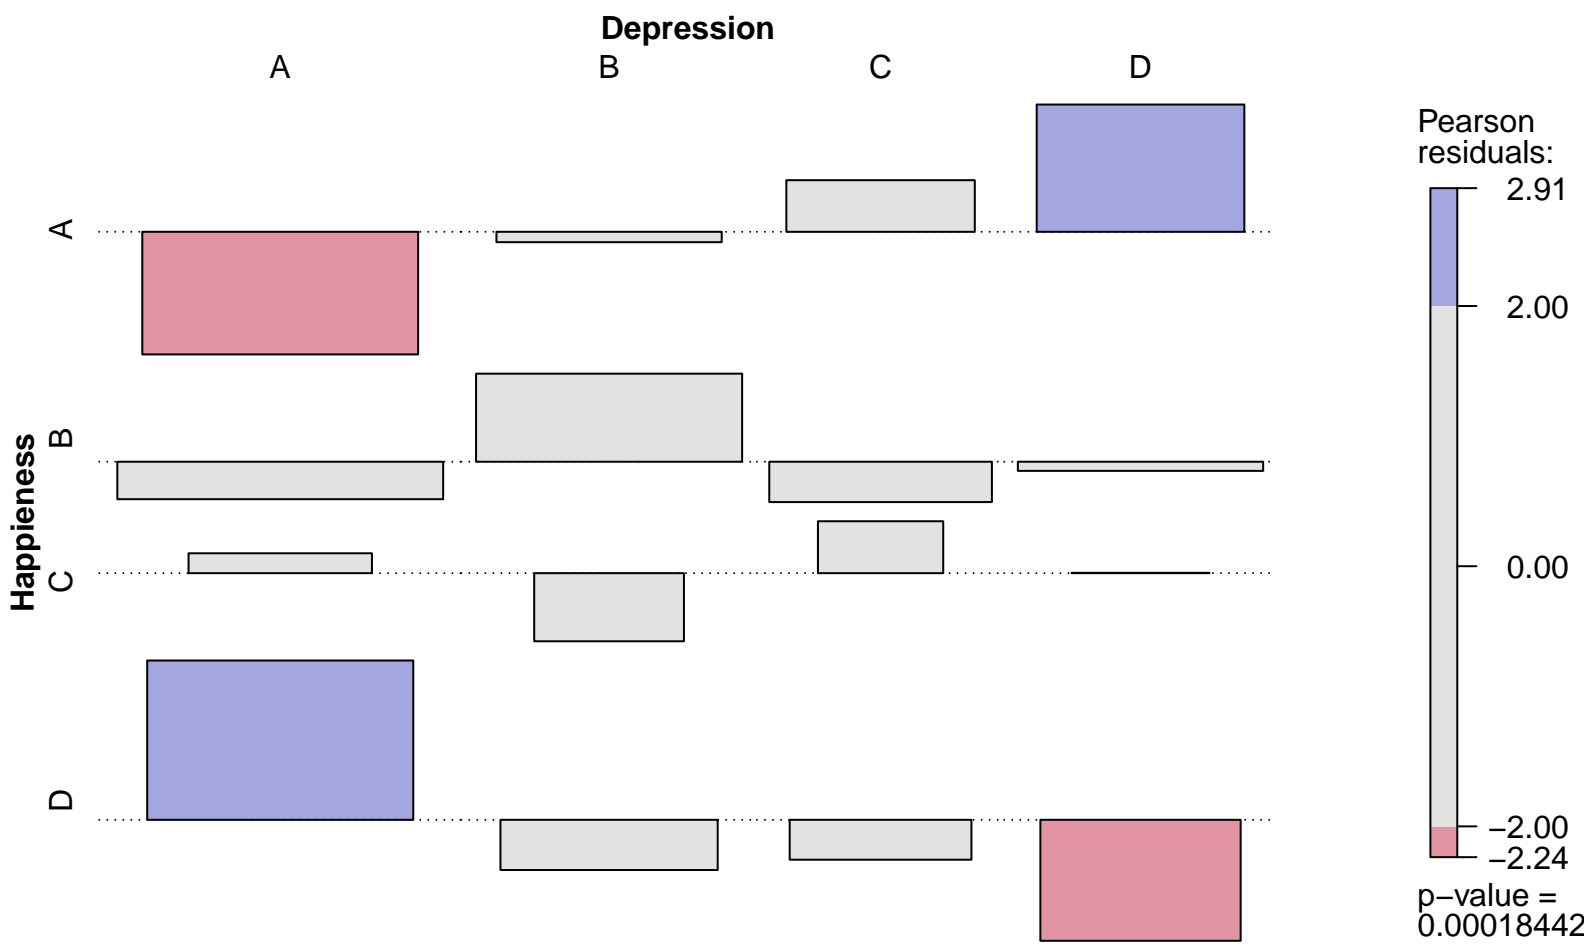 Depression
A B C D
Happieness
A
B
C
D
Pearson
residuals:
2.91
2.00
0.00
−2.00
−2.24
p−value =
0.00018442